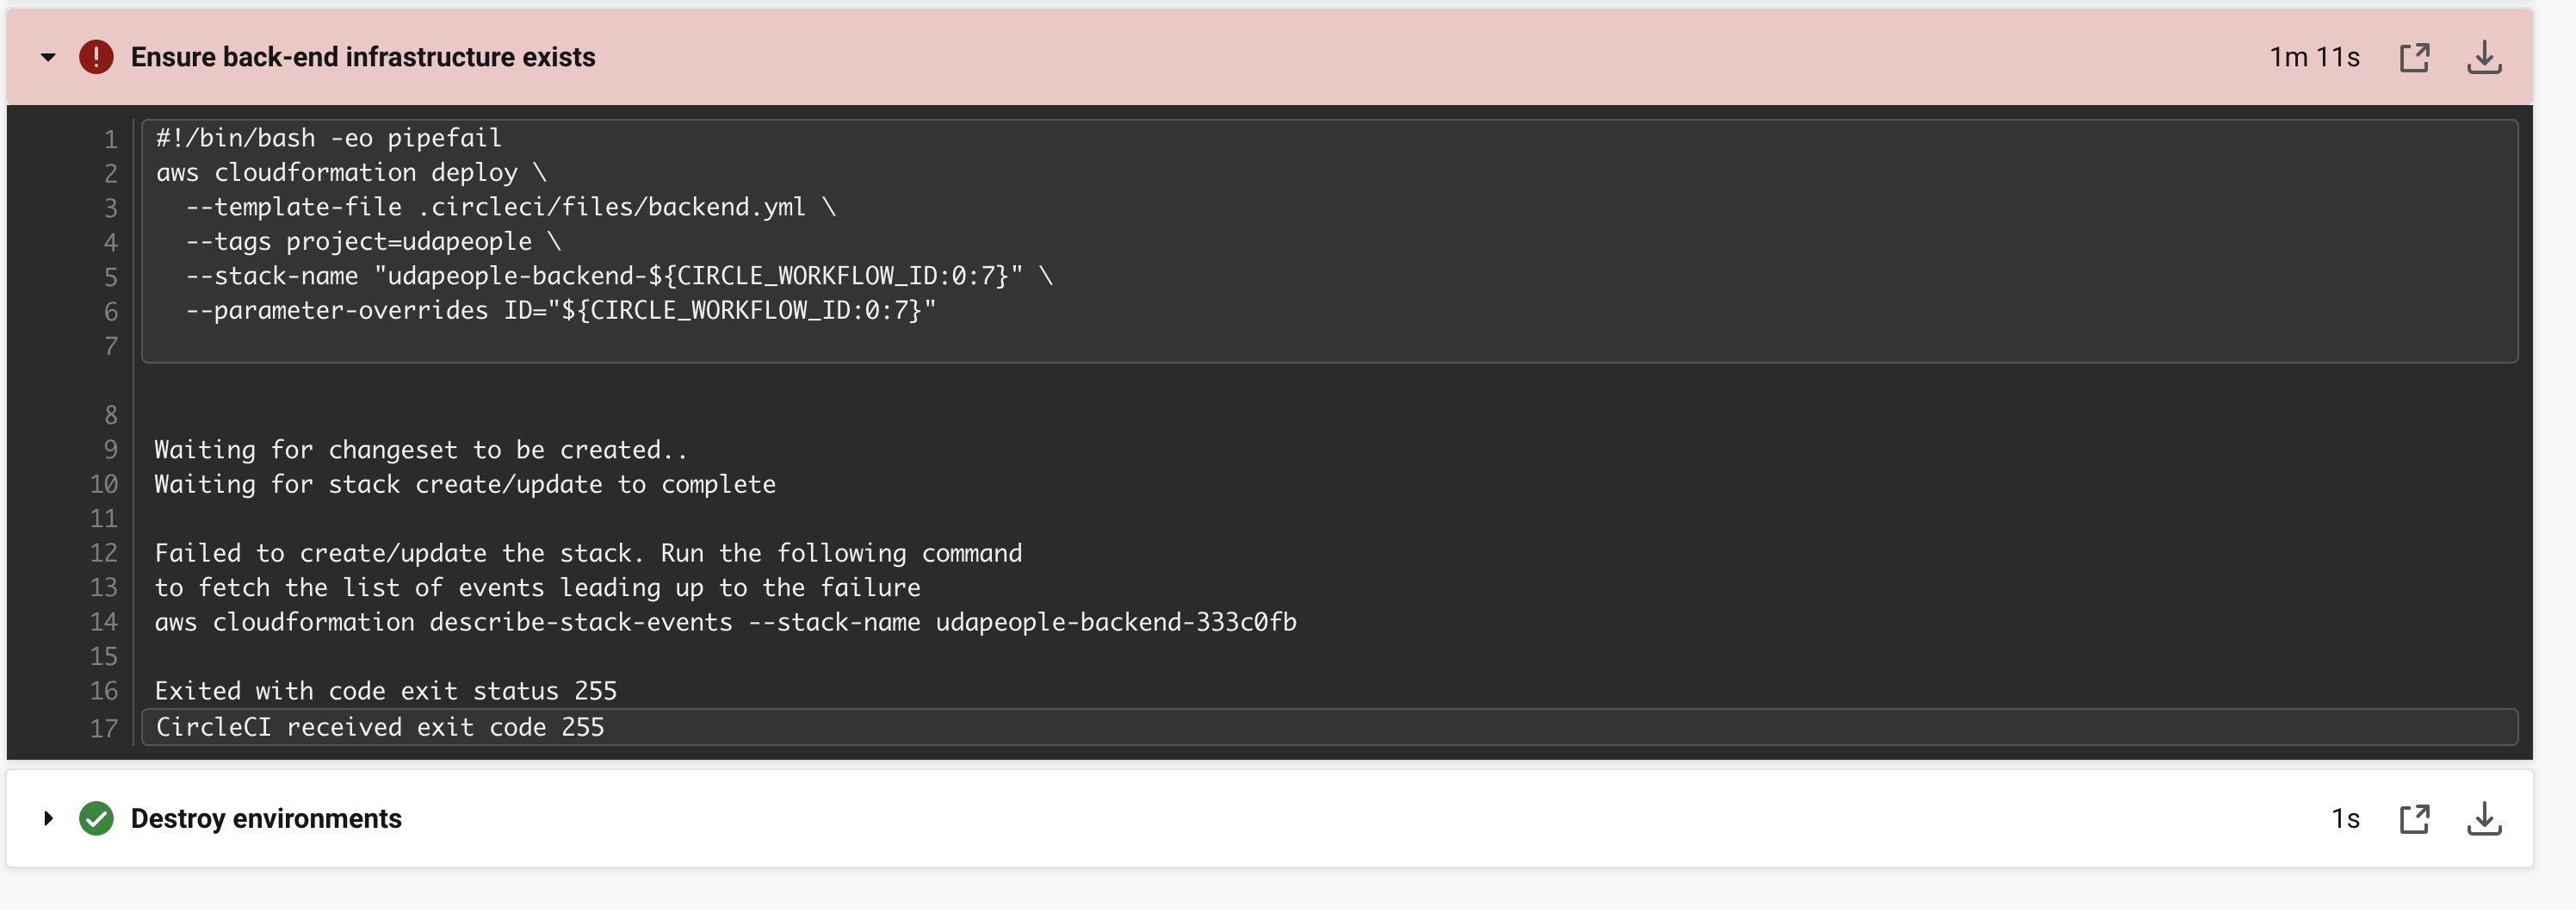 Ensure back-end infrastructure exists
1m 11s
1 #!/bin/bash -eo pipefail
2 aws cloudformation deploy \
3   --template-file .circleci/files/backend.yml \
4   --tags project=udapeople \
5   --stack-name "udapeople-backend-${CIRCLE_WORKFLOW_ID:0:7}" \
6   --parameter-overrides ID="${CIRCLE_WORKFLOW_ID:0:7}"
7
8
9 Waiting for changeset to be created..
10 Waiting for stack create/update to complete
11
12 Failed to create/update the stack. Run the following command
13 to fetch the list of events leading up to the failure
14 aws cloudformation describe-stack-events --stack-name udapeople-backend-333c0fb
15
16 Exited with code exit status 255
17 CircleCI received exit code 255
Destroy environments
1s